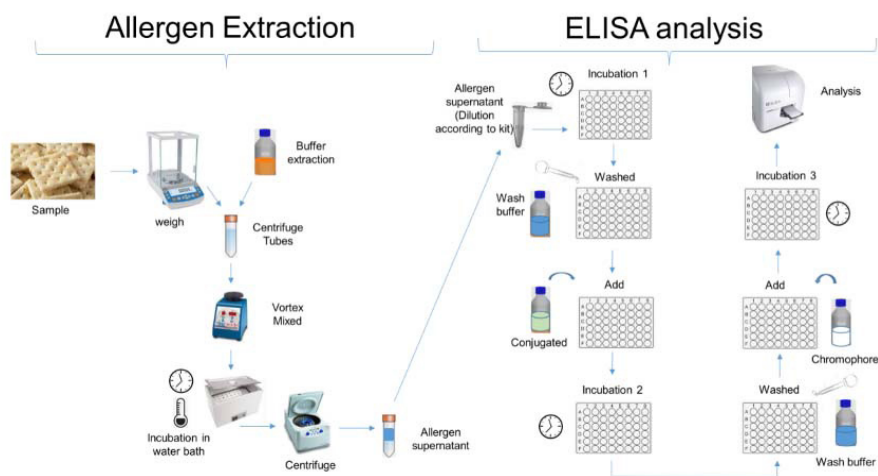 Allergen Extraction
ELISA analysis
Sample
weigh
Buffer
extraction
Centrifuge
Tubes
Vortex
Mixed
Incubation in
water bath
Centrifuge
Allergen
supernatant
Allergen
supernatant
(Dilution
according to kit)
Incubation 1
Washed
Wash
buffer
Add
Conjugated
Incubation 2
Washed
Wash buffer
Add
Chromophore
Incubation 3
Analysis